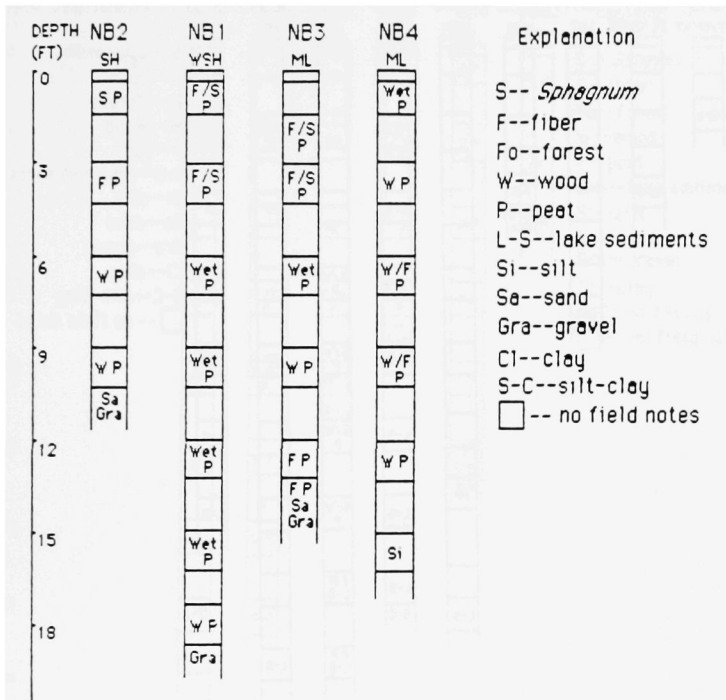 DEPTH NB2 NB1 NB3 NB4 Explanation
(FT) SH WSH ML ML
0
S P F/S Wet
P P
S-- Sphagnum
F--fiber
F/S
P
Fo--forest
3
F P F/S F/S W P
P P
W--wood
P--peat
L-S--lake sediments
6
W P Wet Wet W/F
P P P
Si--silt
Sa--sand
Gra--gravel
9
W P Wet W P W/F
P P
Cl--clay
S-C--silt-clay
Sa
Gra
-- no field notes
12
Wet F P W P
P
F P
Sa
Gra
15
Wet Si
P
18
W P
Gra